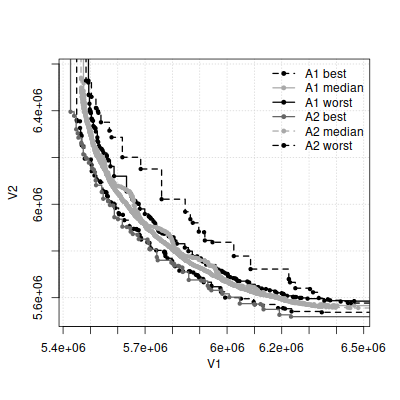 A1 best
A1 median
A1 worst
A2 best
A2 median
A2 worst
6.4e+06
6e+06
5.6e+06
V2
5.4e+06 5.7e+06 6e+06 6.2e+06 6.5e+06
V1